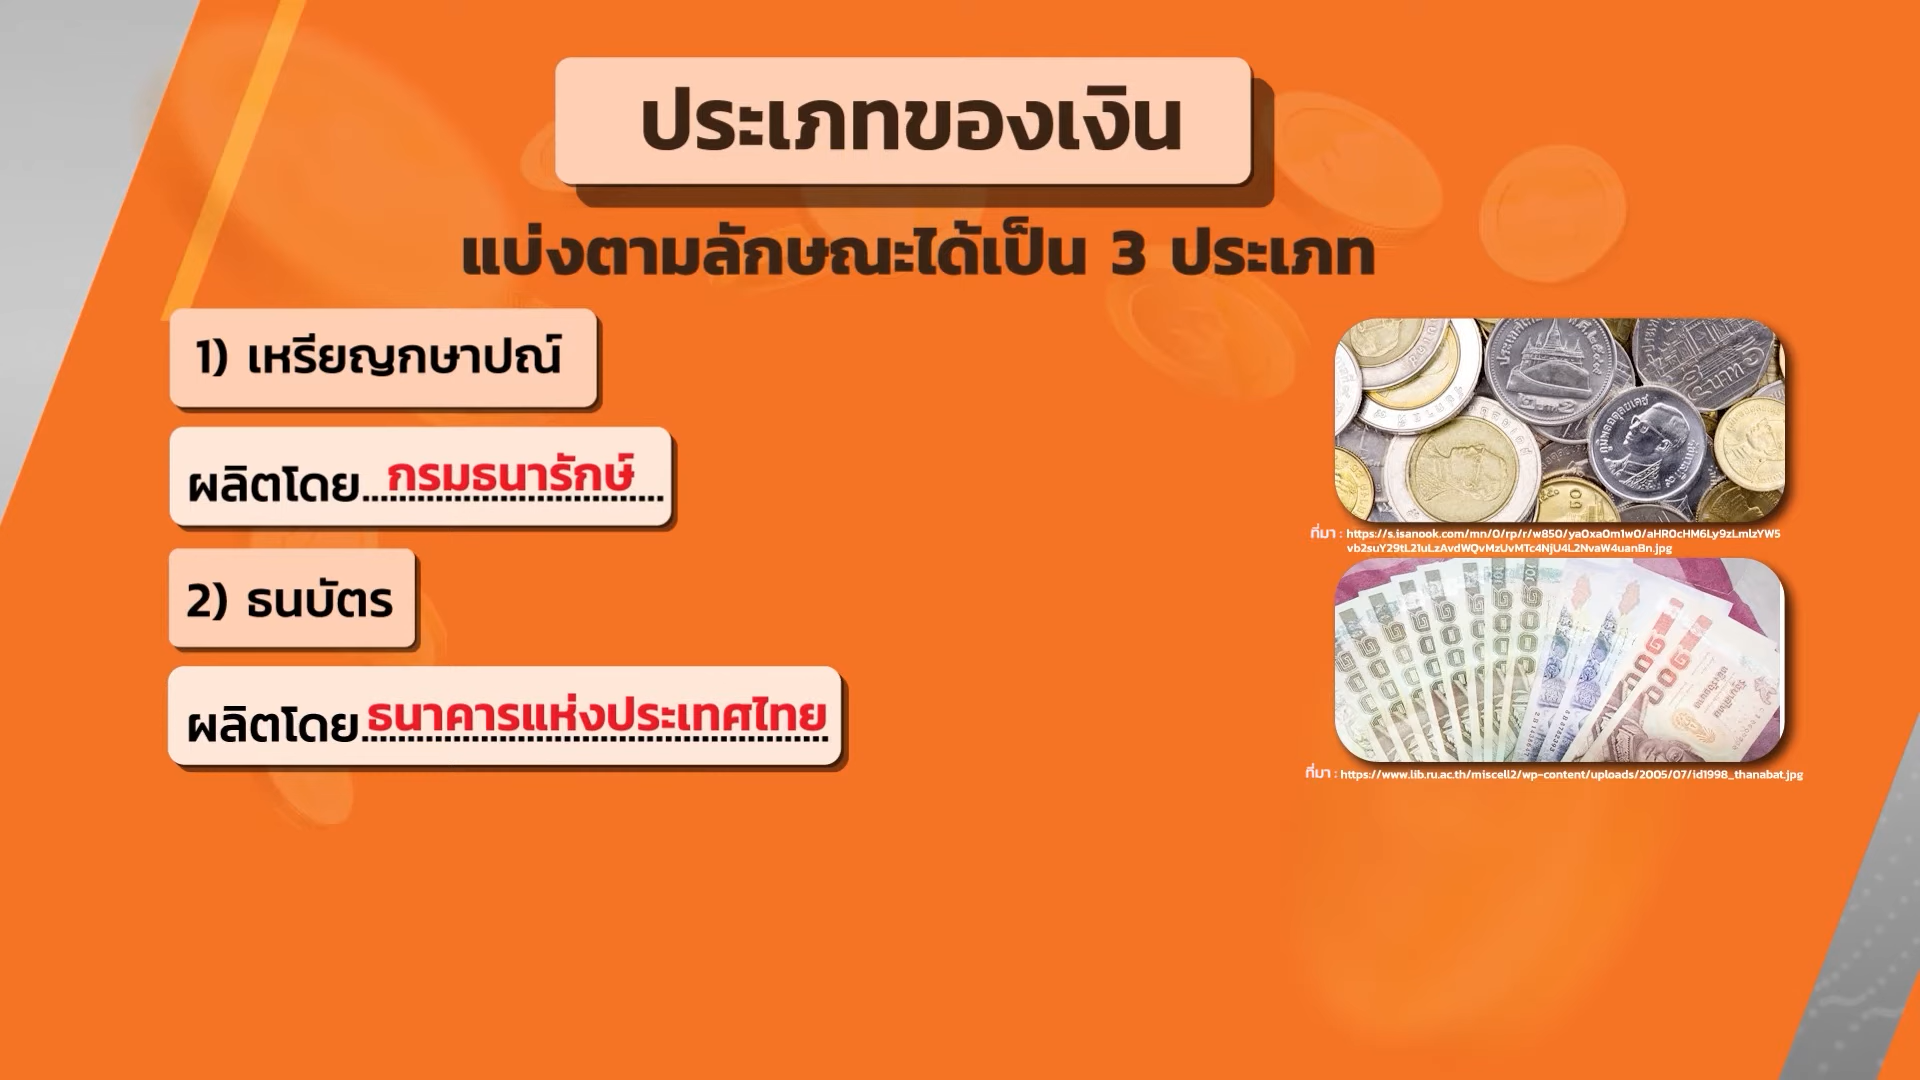 ประเภทของเงิน
แบ่งตามลักษณะได้เป็น 3 ประเภท
1) เหรียญกษาปณ์
ผลิตโดย....กรมธนารักษ์....
2) ธนบัตร
ผลิตโดย ธนาคารแห่งประเทศไทย
ที่มา : https://s.isanook.com/mn/0/rp/r/w850/ya0xa0m1w0/aHR0cHM6Ly9zLmlzYW5
vb2suY29tL21uLzAvdWQvMzUvMTc4NjU4L2NvaW4uanBn.jpg
ที่มา : https://www.lib.ru.ac.th/miscell2/wp-content/uploads/2005/07/id1998_thanabat.jpg